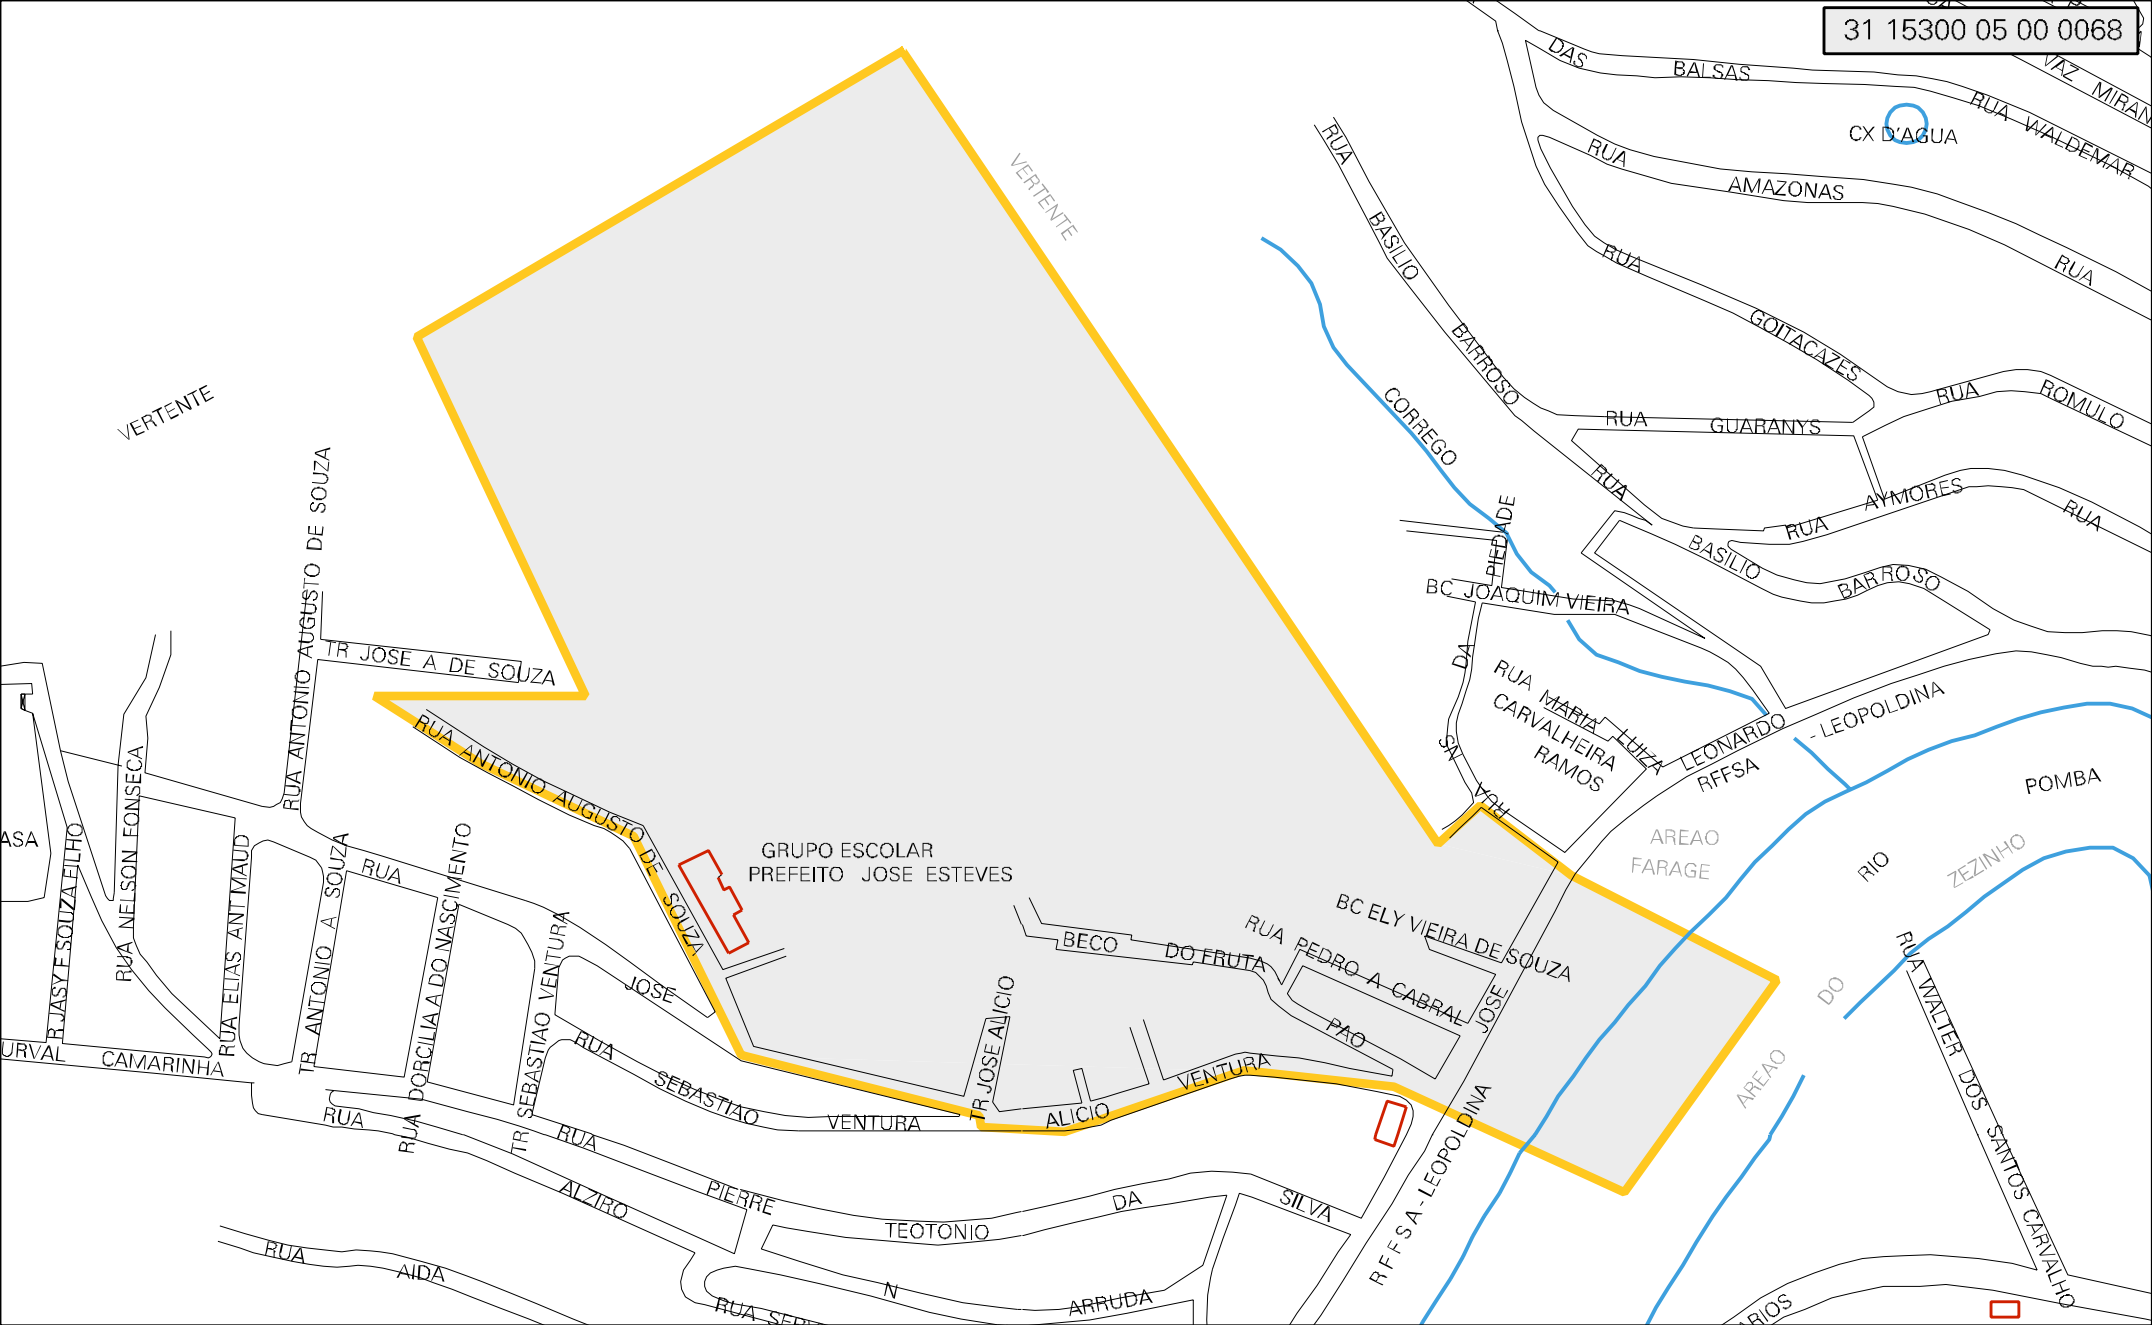 31 15300 05 00 0068
DAS BALSAS
RUA WALDEMAR
VAZ MIRAN
CX D'AGUA
RUA AMAZONAS
RUA
RUA GOITACAZES
RUA BASILIO BARROSO
VERTENTE
CORREGO
RUA GUARANYS
RUA ROMULO
RUA AYMORES
RUA
RUA BASILIO BARROSO
VERTENTE
PIEDADE
BC JOAQUIM VIEIRA
DA
NS
RUA
RUA MARIA LUIZA
CARVALHEIRA
RAMOS
LEONARDO
RFFSA - LEOPOLDINA
POMBA
RIO
AREAO
FARAGE
ZEZINHO
DO
AREAO
RUA ANTONIO AUGUSTO DE SOUZA
TR JOSE A DE SOUZA
RUA ANTONIO AUGUSTO DE SOUZA
GRUPO ESCOLAR
PREFEITO JOSE ESTEVES
BC ELY VIEIRA DE SOUZA
RUA PEDRO A CABRAL
BECO DO FRUTA PAO
JOSE
RUA NELSON FONSECA
ASA
TR JASY F SOUZA FILHO
RUA ELIAS ANT MAUD
TR ANTONIO A SOUZA
RUA DORCILIA DO NASCIMENTO
TR SEBASTIAO VENTURA
RUA JOSE ALICIO VENTURA
TR JOSE ALICIO
RUA SEBASTIAO VENTURA
URVAL CAMARINHA
RUA ALZIRO
RUA PIERRE TEOTONIO DA SILVA
RFFSA - LEOPOLDINA
RUA WALTER DOS SANTOS CARVALHO
RUA AIDA
N ARRUDA
RUA
ARIOS